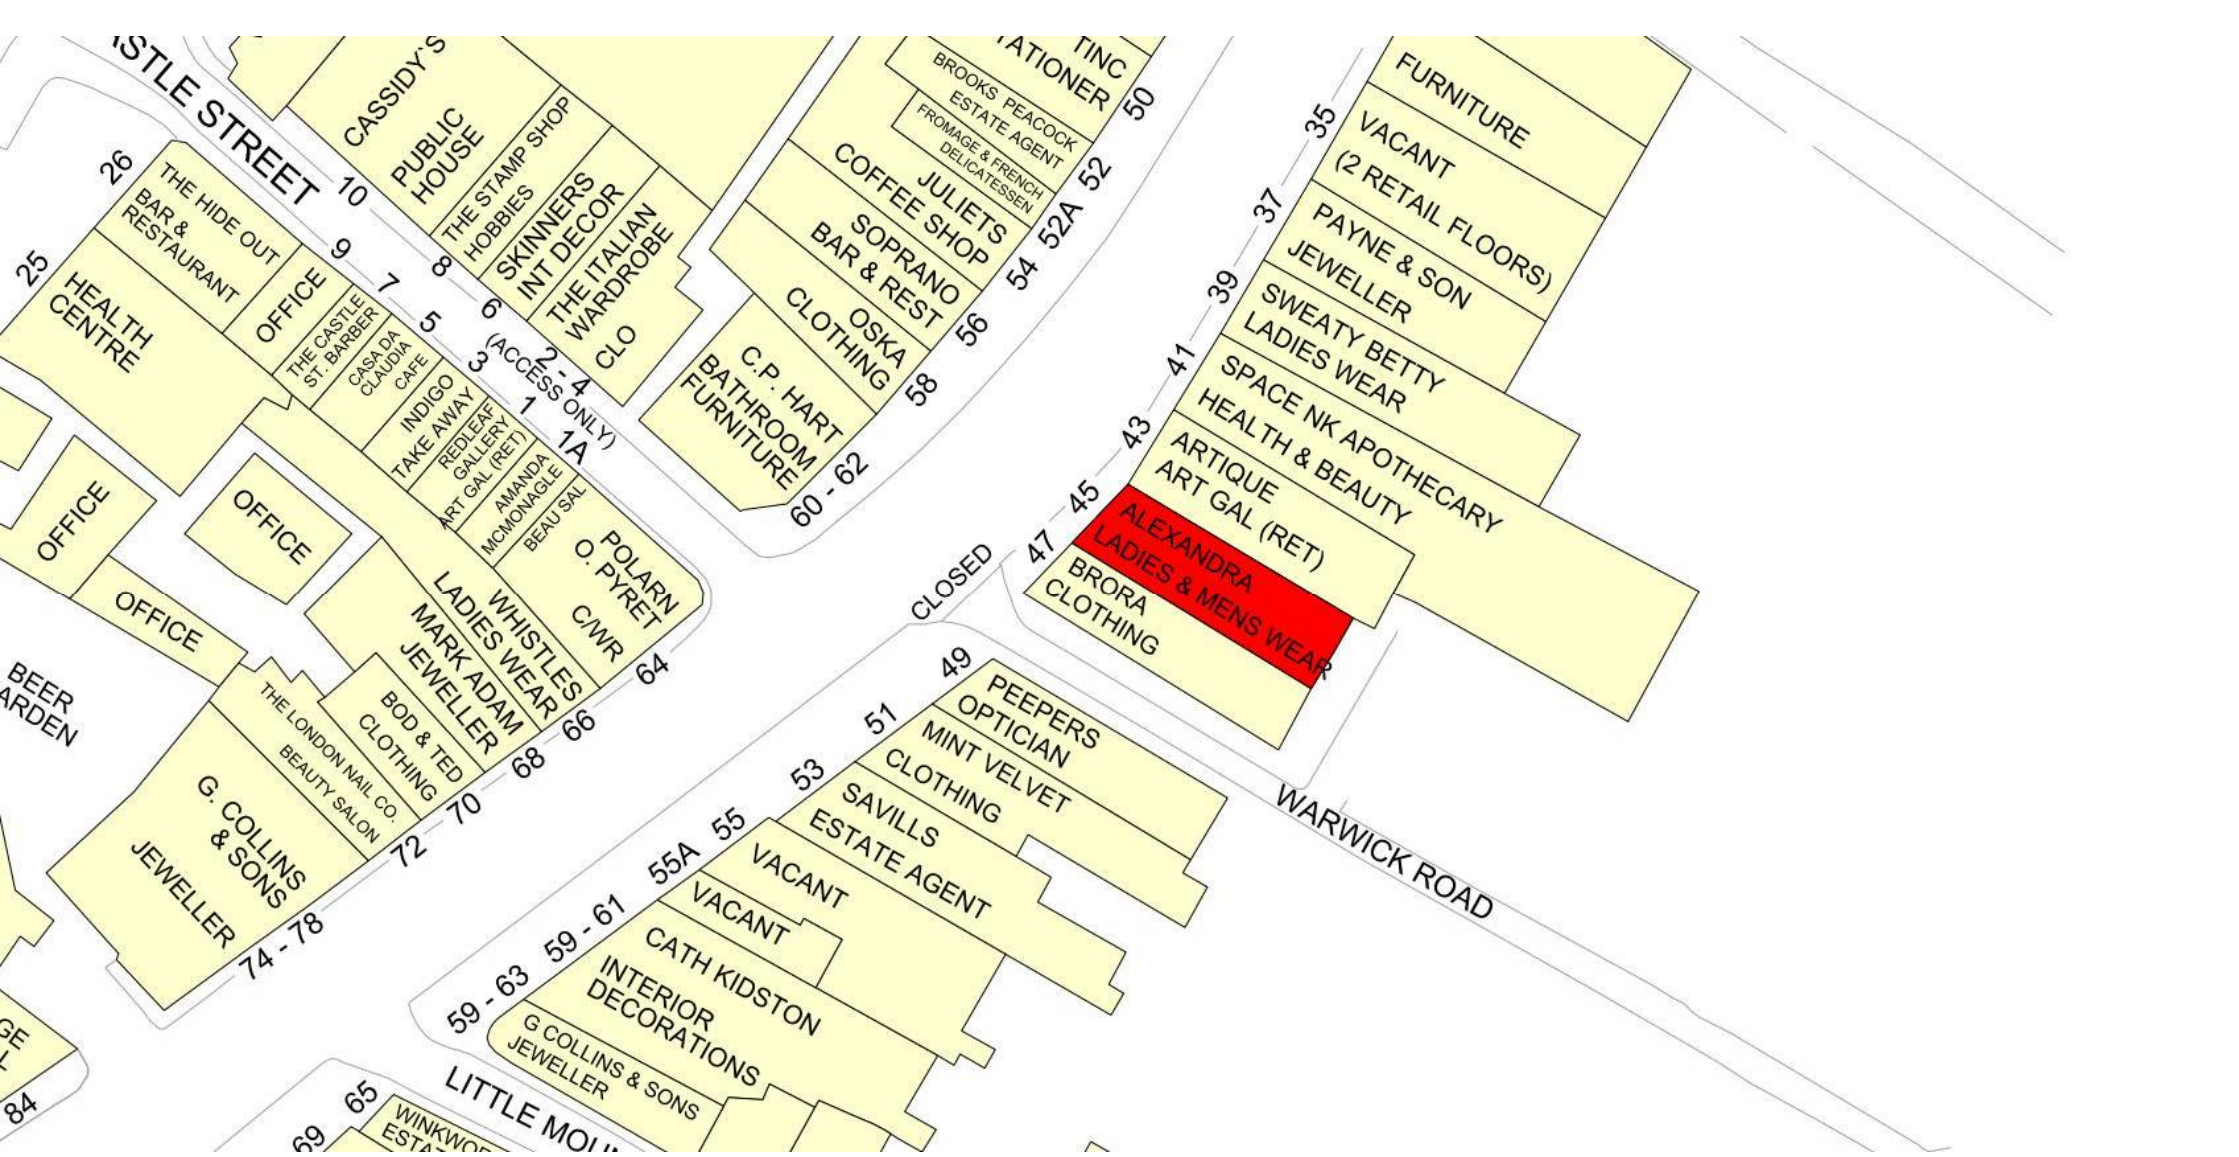 ASTLE STREET
CASSIDY'S
PUBLIC
HOUSE
THE STAMP SHOP
HOBBIES
SKINNERS
INT DECOR
THE ITALIAN
WARDROBE
CLO
10
8
6
2 - 4
(ACCESS ONLY)
26
THE HIDE OUT
BAR &
RESTAURANT
25
HEALTH
CENTRE
9
OFFICE
7
THE CASTLE
ST. BARBER
5
CASA DA
CLAUDIA
CAFE
3
INDIGO
TAKE AWAY
1
REDLEAF
GALLERY
ART GAL (RET)
1A
AMANDA
MCMONAGLE
BEAU SAL
POLARN
O. PYRET
C/WR
64
OFFICE
OFFICE
OFFICE
BEER
ARDEN
WHISTLES
LADIES WEAR
66
MARK ADAM
JEWELLER
68
BOD & TED
CLOTHING
70
THE LONDON NAIL CO.
BEAUTY SALON
72
G. COLLINS
& SONS
JEWELLER
74 - 78
GE
L
84
TINC
TATIONER
50
BROOKS PEACOCK
ESTATE AGENT
52
FROMAGE & FRENCH
DELICATESSEN
52A
JULIETS
COFFEE SHOP
54
SOPRANO
BAR & REST
56
OSKA
CLOTHING
58
C.P. HART
BATHROOM
FURNITURE
60 - 62
FURNITURE
35
VACANT
(2 RETAIL FLOORS)
37
PAYNE & SON
JEWELLER
39
SWEATY BETTY
LADIES WEAR
41
SPACE NK APOTHECARY
HEALTH & BEAUTY
43
ARTIQUE
ART GAL (RET)
45
ALEXANDRA
LADIES & MENS WEAR
47
BRORA
CLOTHING
CLOSED
49
PEEPERS
OPTICIAN
51
MINT VELVET
CLOTHING
53
SAVILLS
ESTATE AGENT
55
VACANT
55A
VACANT
59 - 61
CATH KIDSTON
INTERIOR
DECORATIONS
59 - 63
G COLLINS & SONS
JEWELLER
WARWICK ROAD
LITTLE MOUN
65
WINKWOR
ESTAT
69